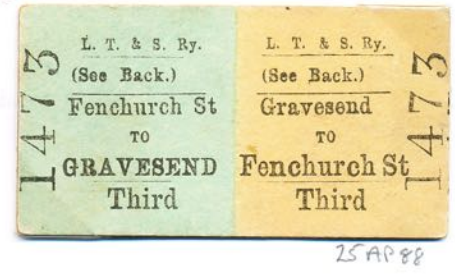 1473
L. T. & S. Ry.
(See Back.)
Fenchurch St
TO
GRAVESEND
Third
L. T. & S. Ry.
(See Back.)
Gravesend
TO
Fenchurch St
Third
1473
25 AP 88